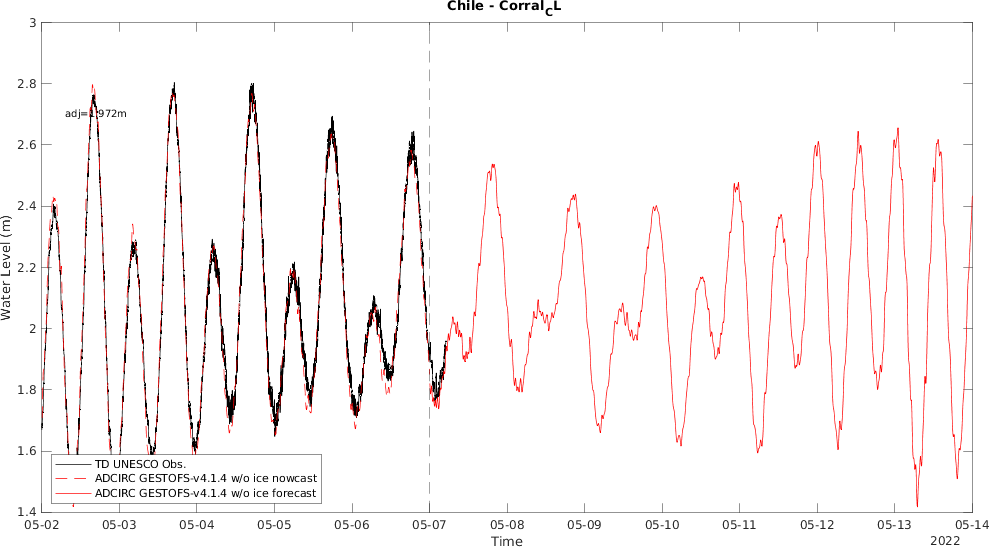 Chile - Corral_CL
3
2.8
adj=1.972m
2.6
2.4
2.2
2
1.8
1.6
1.4
Water Level (m)
TD UNESCO Obs.
ADCIRC GESTOFS-v4.1.4 w/o ice nowcast
ADCIRC GESTOFS-v4.1.4 w/o ice forecast
05-02 05-03 05-04 05-05 05-06 05-07 05-08 05-09 05-10 05-11 05-12 05-13 05-14
Time
2022